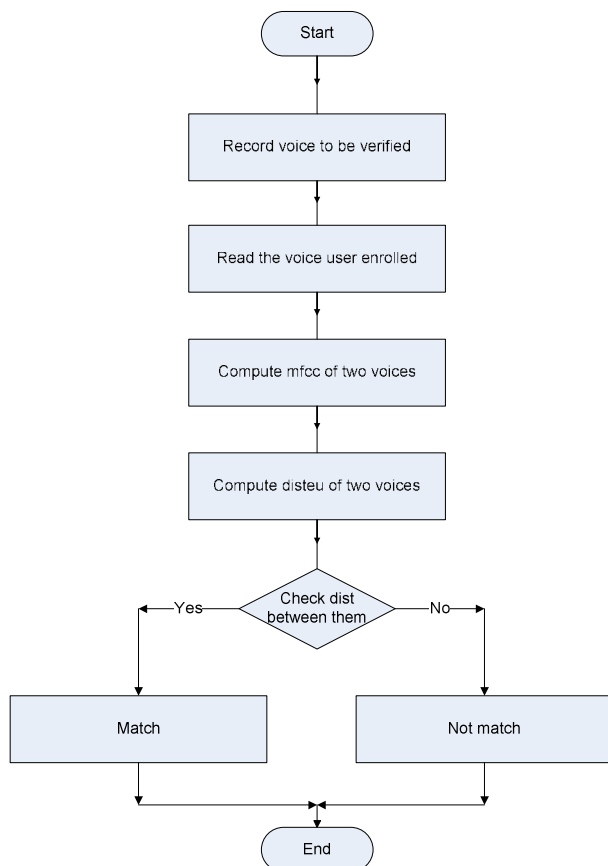 Start
Record voice to be verified
Read the voice user enrolled
Compute mfcc of two voices
Compute disteu of two voices
Check dist
between them
Yes
No
Match
Not match
End